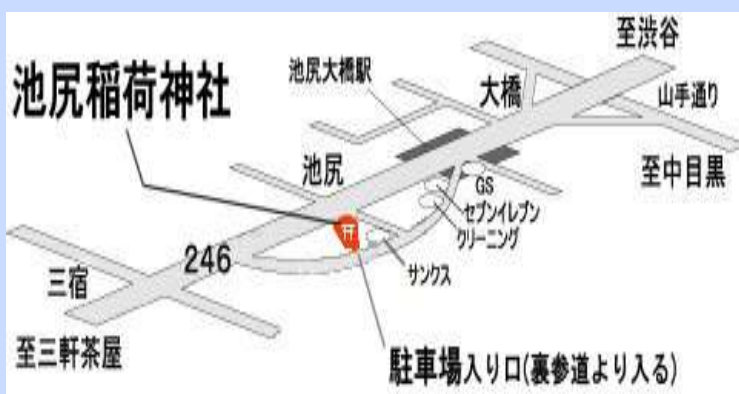 至渋谷
池尻大橋駅
大橋
山手通り
池尻稲荷神社
池尻
至中目黒
GS
セブンイレブン
クリーニング
246
サンクス
三宿
至三軒茶屋
駐車場入り口(裏参道より入る)